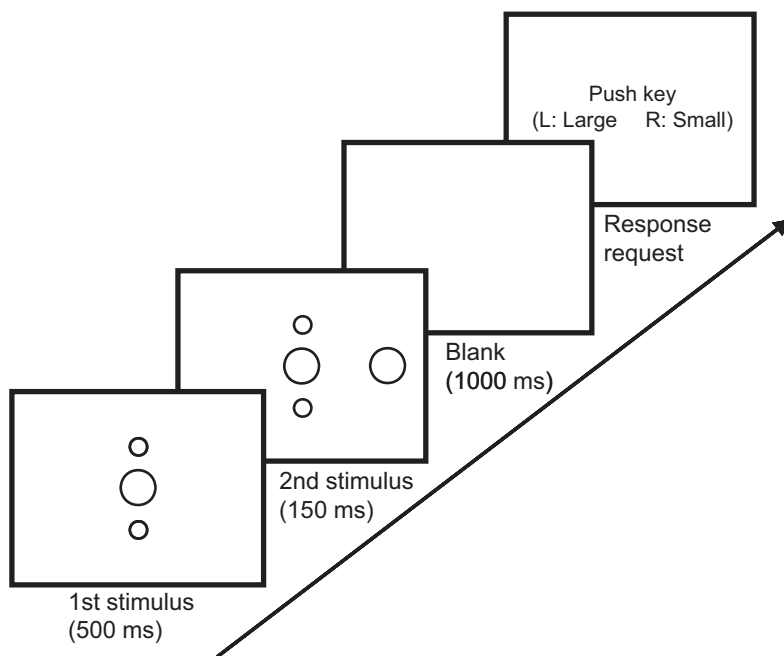 Push key
(L: Large R: Small)
Response
request
Blank
(1000 ms)
2nd stimulus
(150 ms)
1st stimulus
(500 ms)